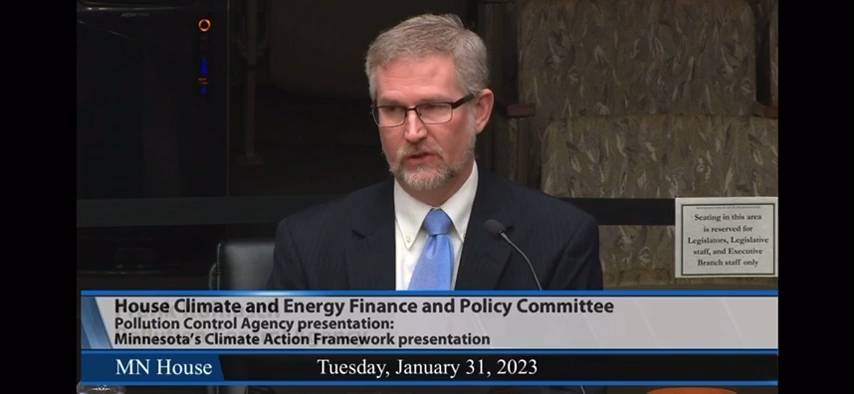 Seating in this area
is reserved for
Legislators, Legislative
staff, and Executive
Branch staff only
House Climate and Energy Finance and Policy Committee
Pollution Control Agency presentation:
Minnesota's Climate Action Framework presentation
MN House
Tuesday, January 31, 2023